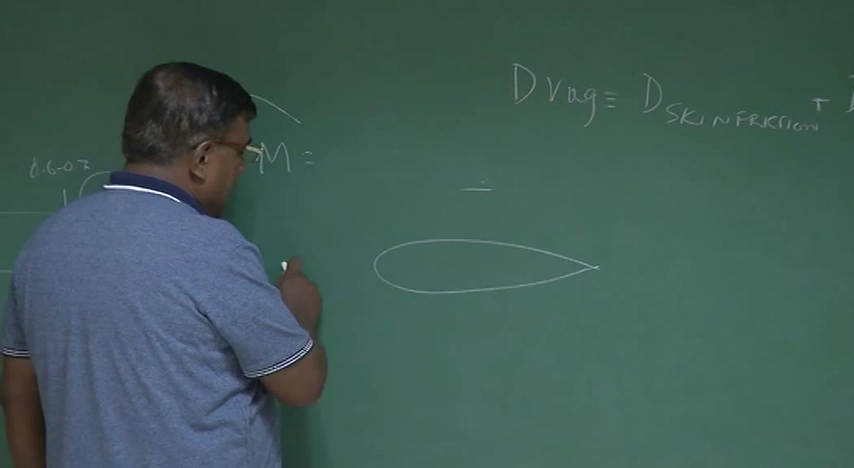 Drag = D SKIN FRICTION +
M =
0.6-0.7